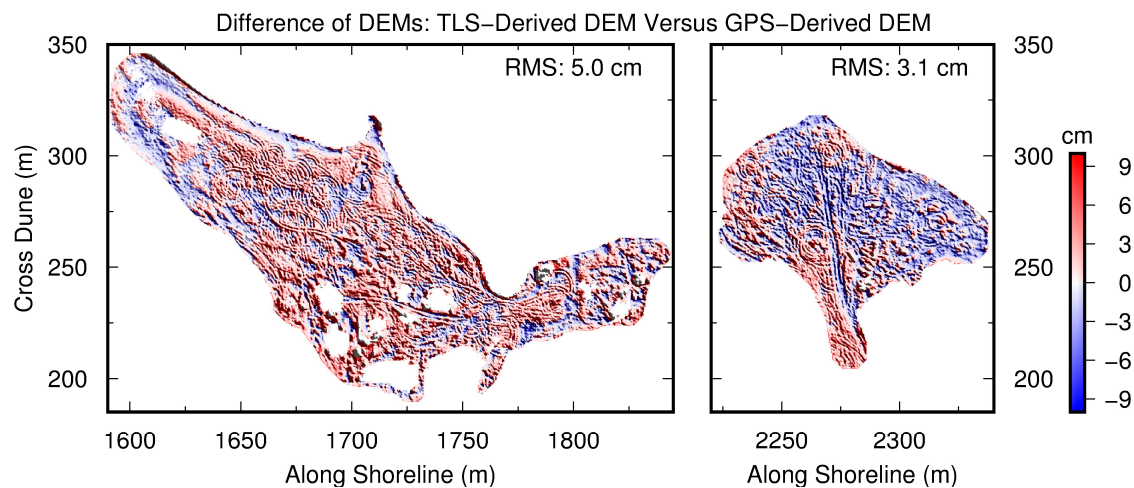 Difference of DEMs: TLS−Derived DEM Versus GPS−Derived DEM
350
300
250
200
Cross Dune (m)
RMS: 5.0 cm
1600 1650 1700 1750 1800
Along Shoreline (m)
RMS: 3.1 cm
2250 2300
Along Shoreline (m)
350
300
250
200
cm
9
6
3
0
−3
−6
−9